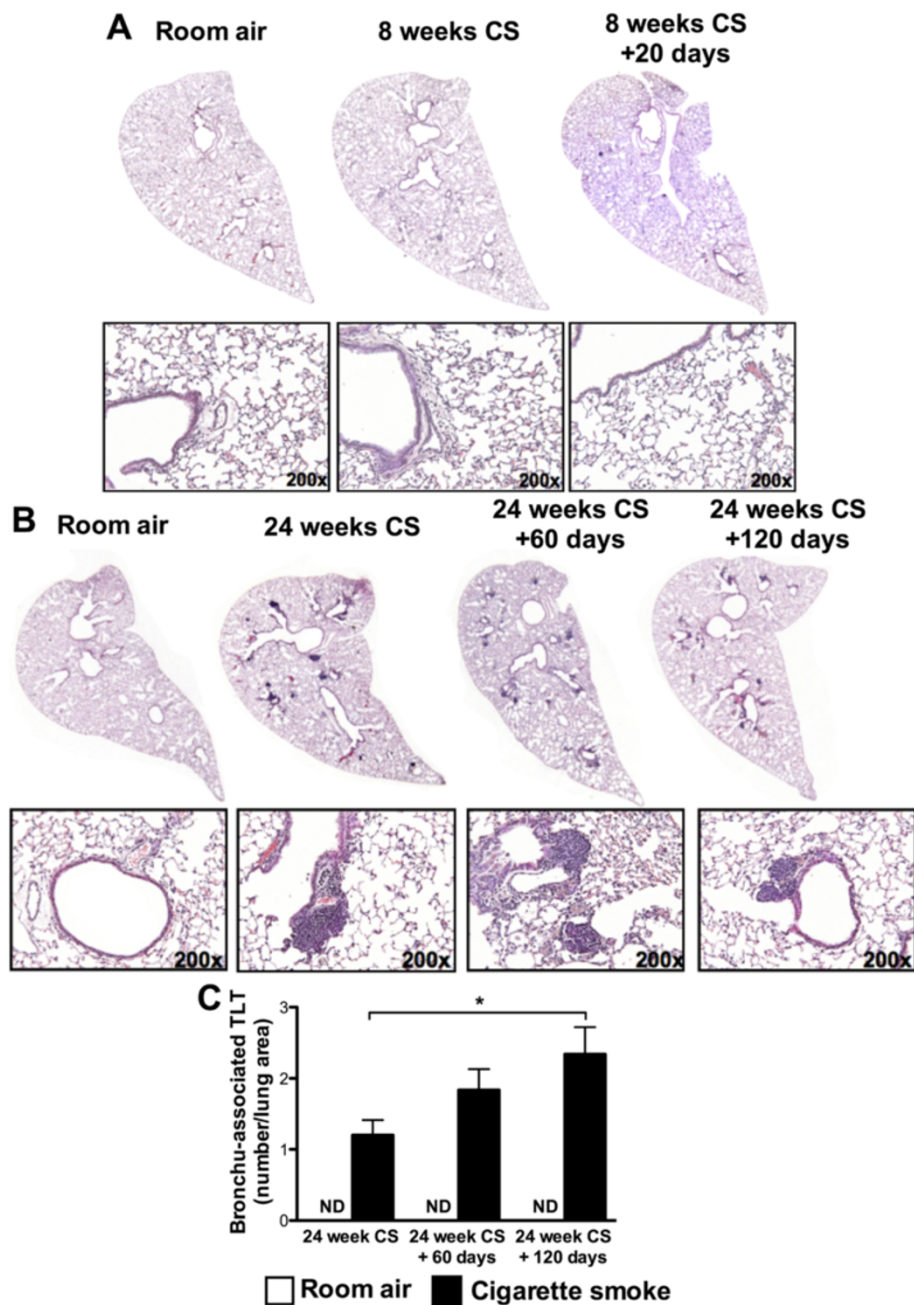 A
Room air
8 weeks CS
8 weeks CS
+20 days
200x
200x
200x
B
Room air
24 weeks CS
24 weeks CS
+60 days
24 weeks CS
+120 days
200x
200x
200x
200x
C
Bronchu-associated TLT
(number/lung area)
3
2
1
0
*
ND
ND
ND
24 week CS
24 week CS
+ 60 days
24 week CS
+ 120 days
Room air
Cigarette smoke